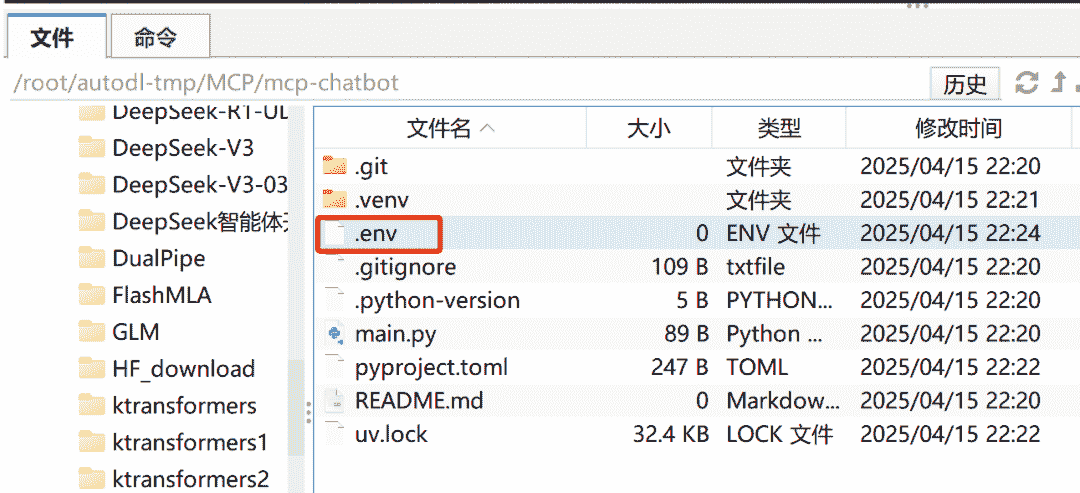 文件 命令
/root/autodl-tmp/MCP/mcp-chatbot 历史
DeepSeek-R1-UD
DeepSeek-V3
DeepSeek-V3-03
DeepSeek智能体开
DualPipe
FlashMLA
GLM
HF_download
ktransformers
ktransformers1
ktransformers2
文件名 大小 类型 修改时间
.git 文件夹 2025/04/15 22:20
.venv 文件夹 2025/04/15 22:21
.env 0 ENV 文件 2025/04/15 22:24
.gitignore 109 B txtfile 2025/04/15 22:20
.python-version 5 B PYTHON... 2025/04/15 22:20
main.py 89 B Python ... 2025/04/15 22:20
pyproject.toml 247 B TOML 2025/04/15 22:22
README.md 0 Markdow... 2025/04/15 22:20
uv.lock 32.4 KB LOCK 文件 2025/04/15 22:22